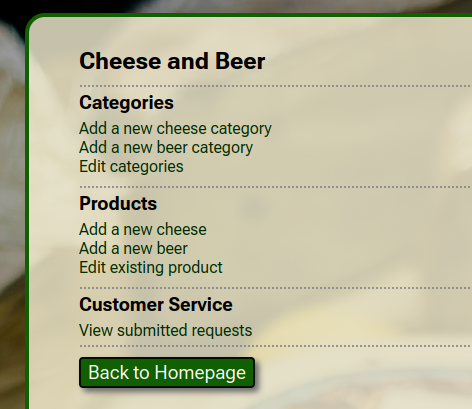 Cheese and Beer
Categories
Add a new cheese category
Add a new beer category
Edit categories
Products
Add a new cheese
Add a new beer
Edit existing product
Customer Service
View submitted requests
Back to Homepage